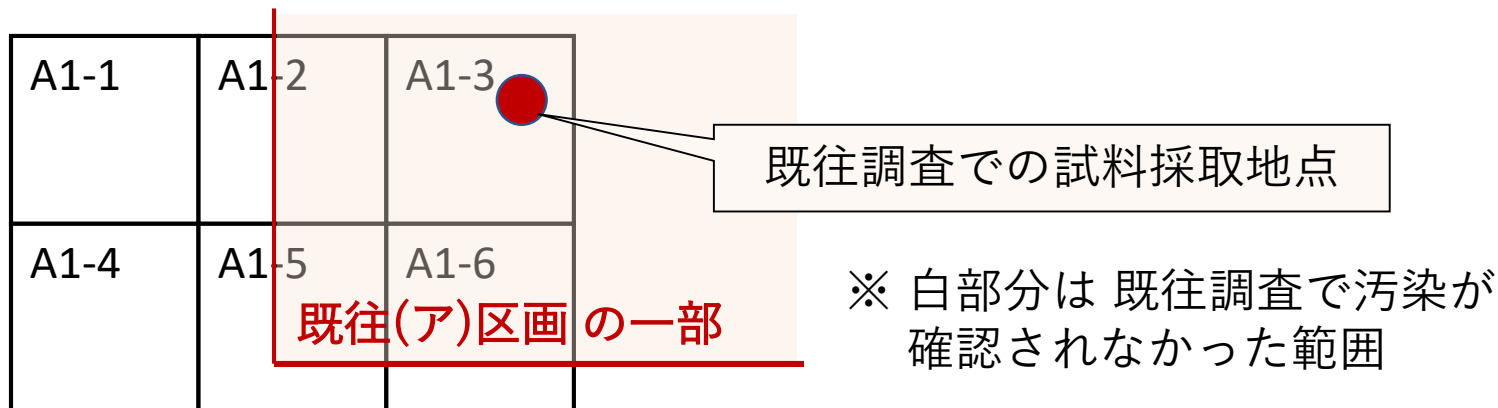 A1-1
A1-2
A1-3
既往調査での試料採取地点
A1-4
A1-5
A1-6
既往(ア)区画 の一部
※ 白部分は 既往調査で汚染が
確認されなかった範囲